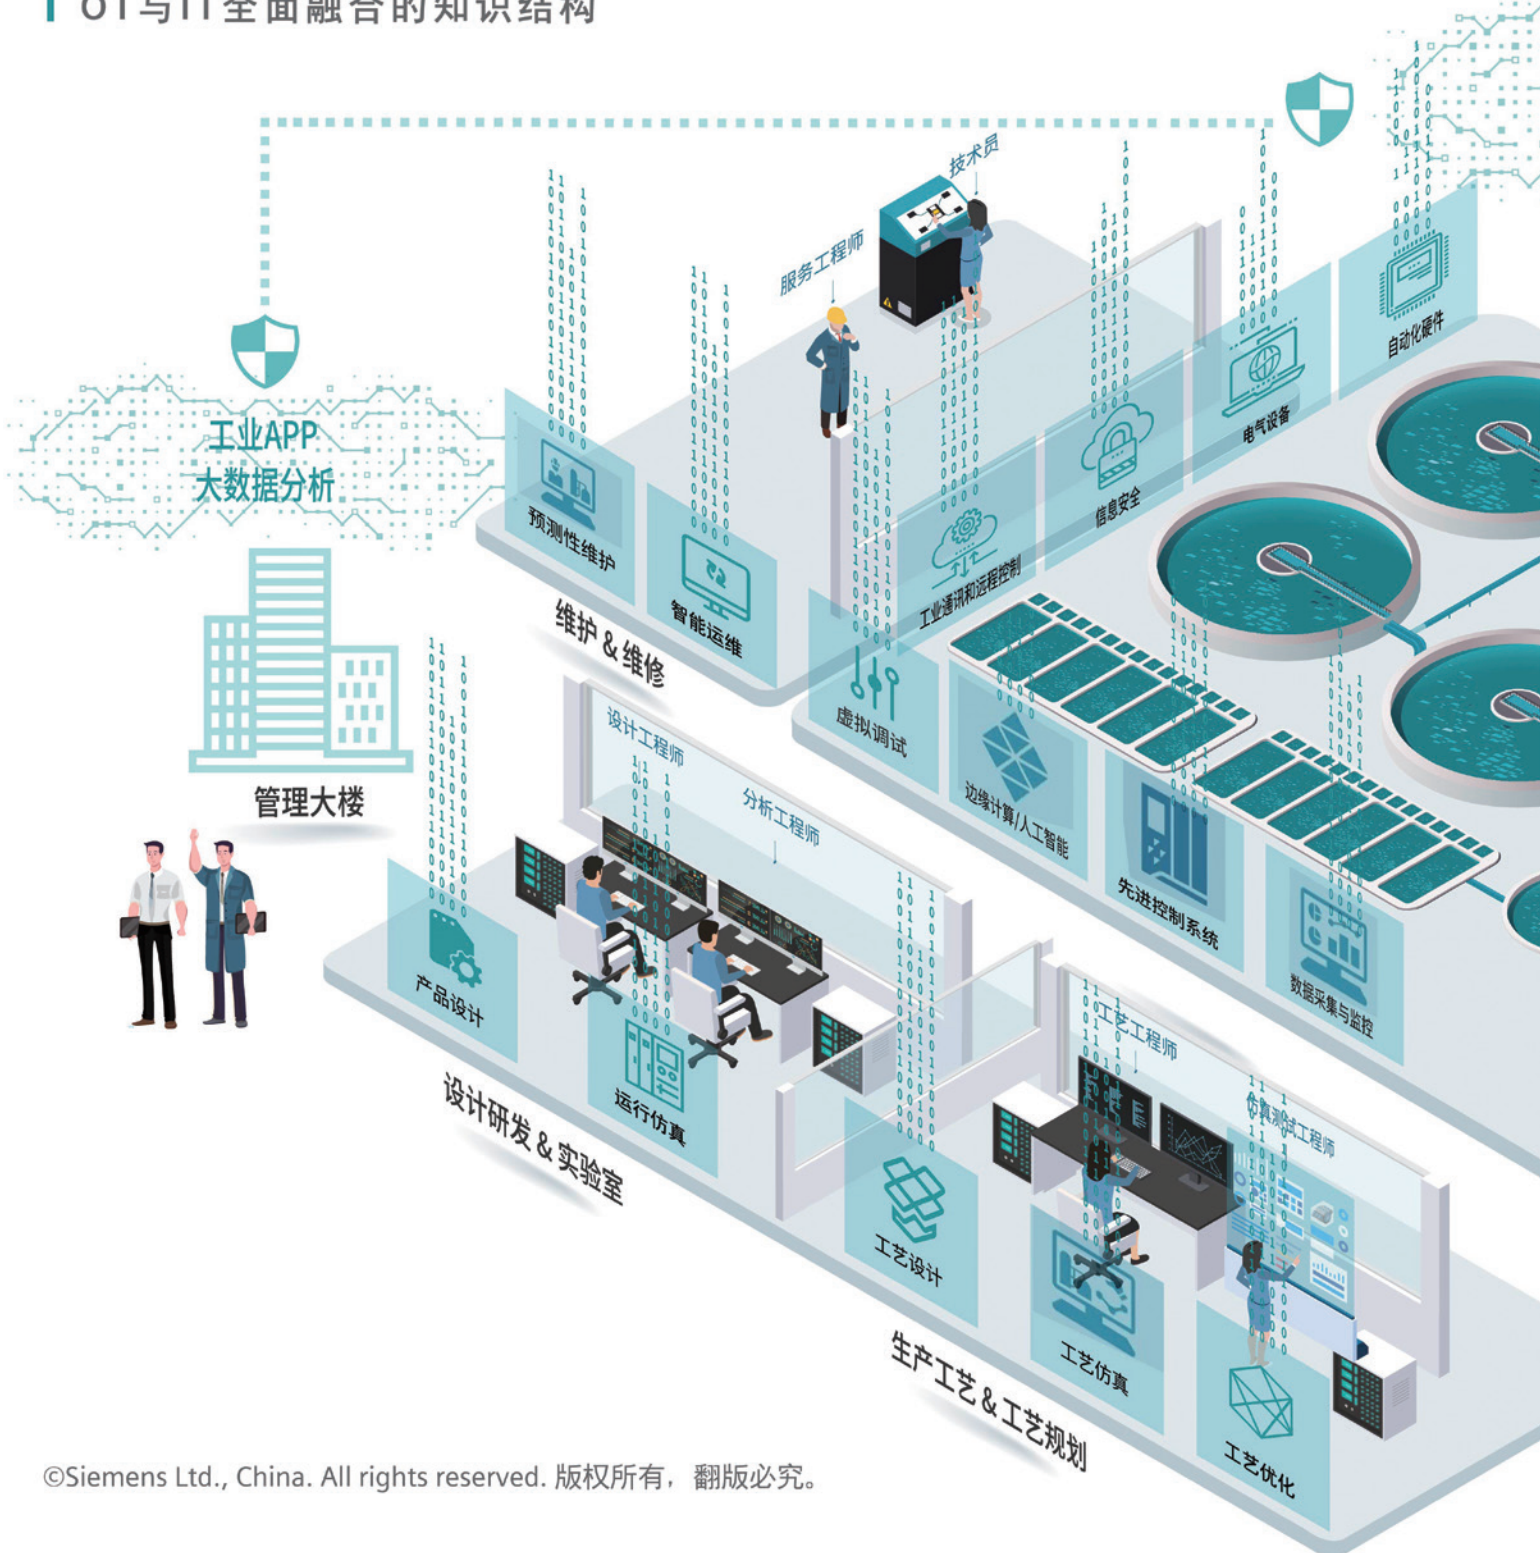 OT与IT全面融合的知识结构
技术员
服务工程师
自动化硬件
电气设备
信息安全
工业通讯和远程控制
工业APP
大数据分析
预测性维护
智能运维
维护 & 维修
虚拟调试
边缘计算/人工智能
先进控制系统
数据采集与监控
管理大楼
设计工程师
分析工程师
产品设计
运行仿真
设计研发 & 实验室
工艺工程师
仿真测试工程师
工艺设计
工艺仿真
工艺优化
生产工艺 & 工艺规划
©Siemens Ltd., China. All rights reserved. 版权所有，翻版必究。